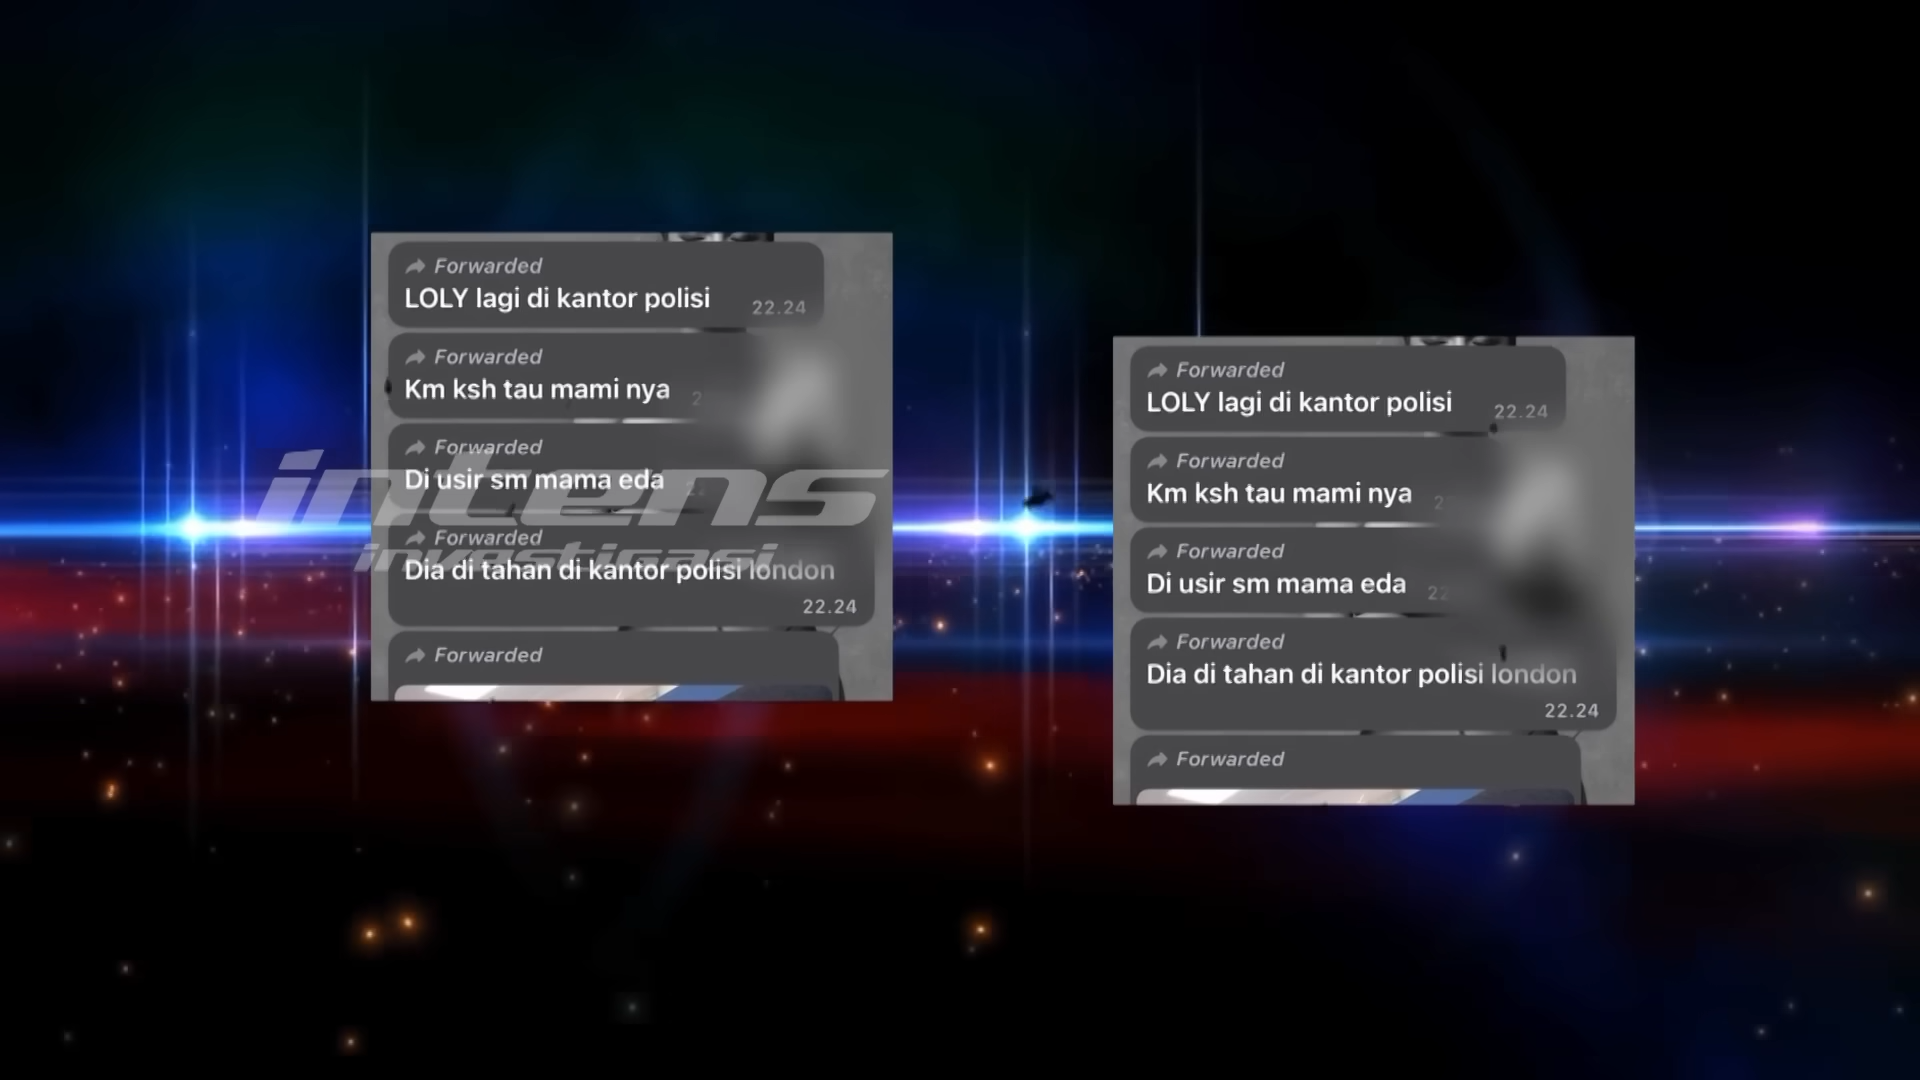 Forwarded
LOLY lagi di kantor polisi
22.24
Forwarded
Km ksh tau mami nya
Forwarded
Di usir sm mama eda
Forwarded
Dia di tahan di kantor polisi london
22.24
Forwarded
intens
investigasi
Forwarded
LOLY lagi di kantor polisi
22.24
Forwarded
Km ksh tau mami nya
Forwarded
Di usir sm mama eda
Forwarded
Dia di tahan di kantor polisi london
22.24
Forwarded